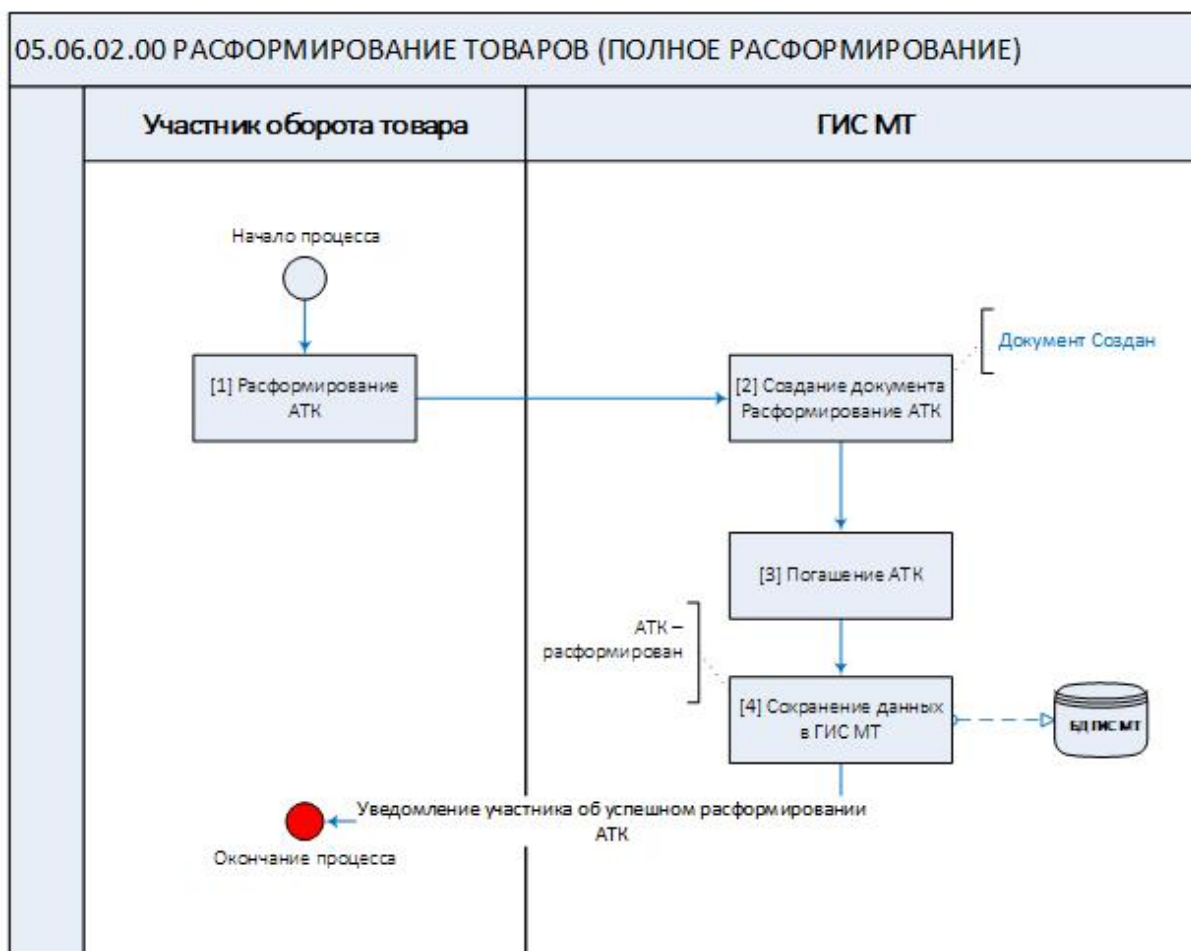 05.06.02.00 РАСФОРМИРОВАНИЕ ТОВАРОВ (ПОЛНОЕ РАСФОРМИРОВАНИЕ)
Участник оборота товара
ГИС МТ
Начало процесса
Документ Создан
[1] Расформирование
АТК
[2] Создание документа
Расформирование АТК
[3] Погашение АТК
АТК –
расформирован
[4] Сохранение данных
в ГИС МТ
БД ГИС МТ
Уведомление участника об успешном расформировании
АТК
Окончание процесса